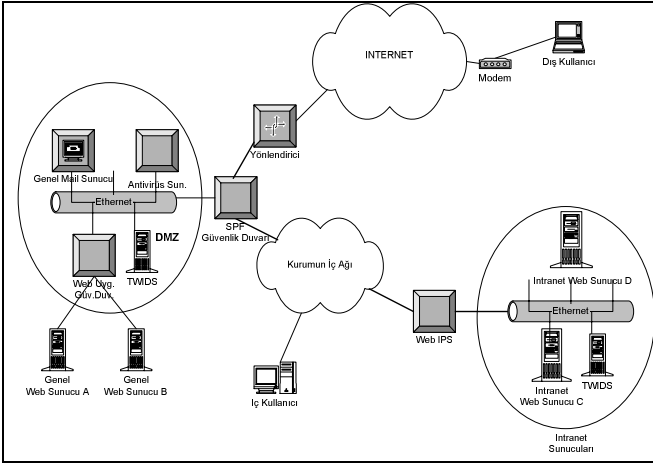 INTERNET
Modem
Dış Kullanıcı
Yönlendirici
Genel Mail Sunucu
Antivirüs Sun.
Ethernet
SPF
Güvenlik Duvarı
DMZ
Web Uyg.
Güv.Duv.
TWIDS
Genel
Web Sunucu A
Genel
Web Sunucu B
Kurumun İç Ağı
İç Kullanıcı
Web IPS
Intranet Web Sunucu D
Ethernet
Intranet
Web Sunucu C
TWIDS
Intranet
Sunucuları